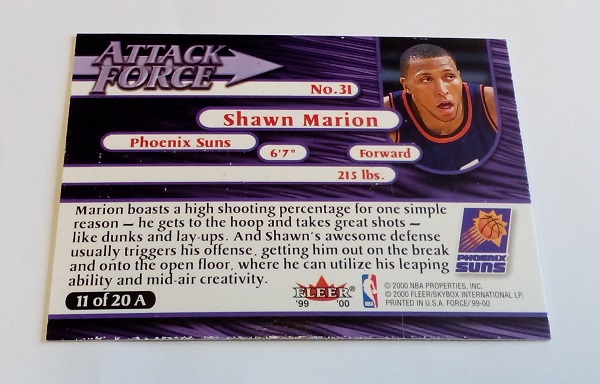 ATTACK
FORCE
No.31
Shawn Marion
Phoenix Suns
6'7"
Forward
215 lbs.
Marion boasts a high shooting percentage for one simple
reason — he gets to the hoop and takes great shots —
like dunks and lay-ups. And Shawn's awesome defense
usually triggers his offense, getting him out on the break
and onto the open floor, where he can utilize his leaping
ability and mid-air creativity.
PHOENIX
SUNS
11 of 20 A
FLEER
'99 '00
NBA
© 2000 NBA PROPERTIES, INC.
© 2000 FLEER/SKYBOX INTERNATIONAL LP.
PRINTED IN U.S.A. FORCE/'99-00